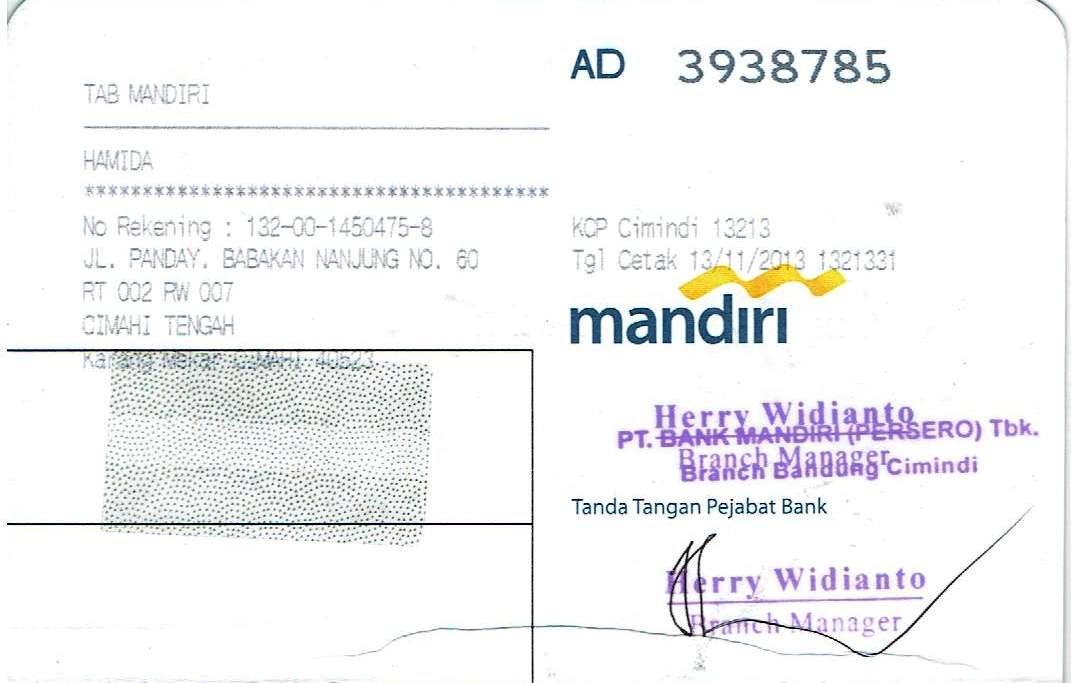 AD 3938785
TAB MANDIRI
HAMIDA
****************************************
No Rekening : 132-00-1450475-8
JL. PANDAY. BABAKAN NANJUNG NO. 60
RT 002 RW 007
CIMAHI TENGAH
Karang Mekar CIMAHI 40523
KCP Cimindi 13213
Tgl Cetak 13/11/2013 1321331
mandiri
Herry Widianto
PT. BANK MANDIRI (PERSERO) Tbk.
Branch Manager
Branch Bandung Cimindi
Tanda Tangan Pejabat Bank
Herry Widianto
Branch Manager